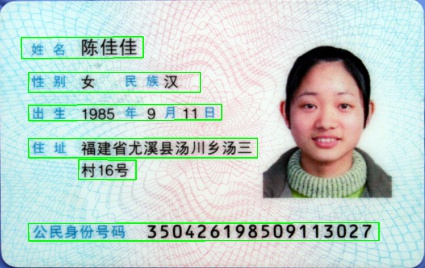 姓名 陈佳佳
性别 女 民族 汉
出生 1985 年 9 月 11 日
住址 福建省尤溪县汤川乡汤三
村16号
公民身份号码 350426198509113027